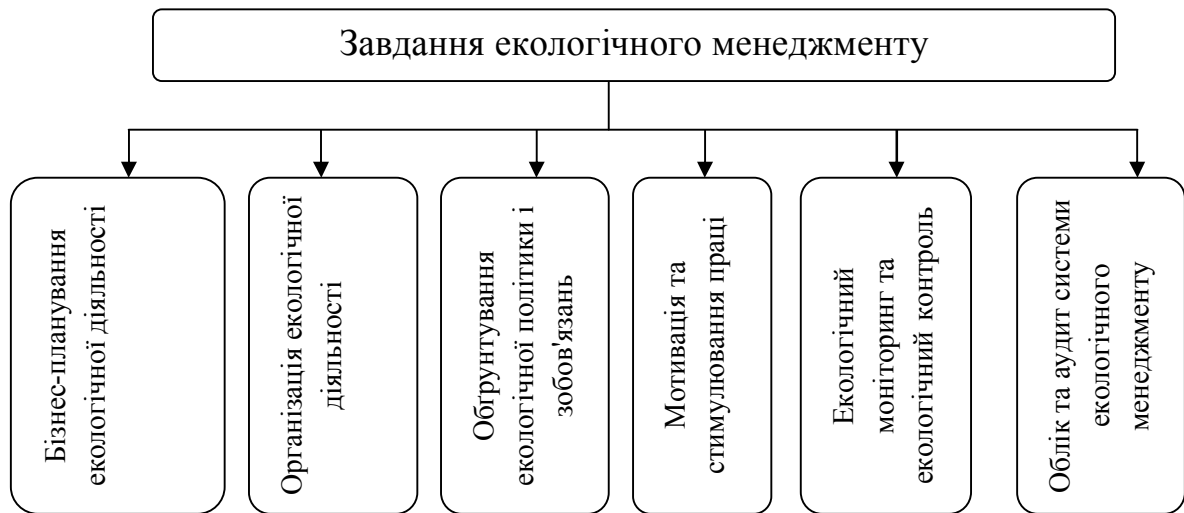 Завдання екологічного менеджменту
Бізнес-планування
екологічної діяльності
Організація екологічної
діяльності
Обґрунтування
екологічної політики і
зобов'язань
Мотивація та
стимулювання праці
Екологічний
моніторинг та
екологічний контроль
Облік та аудит системи
екологічного
менеджменту